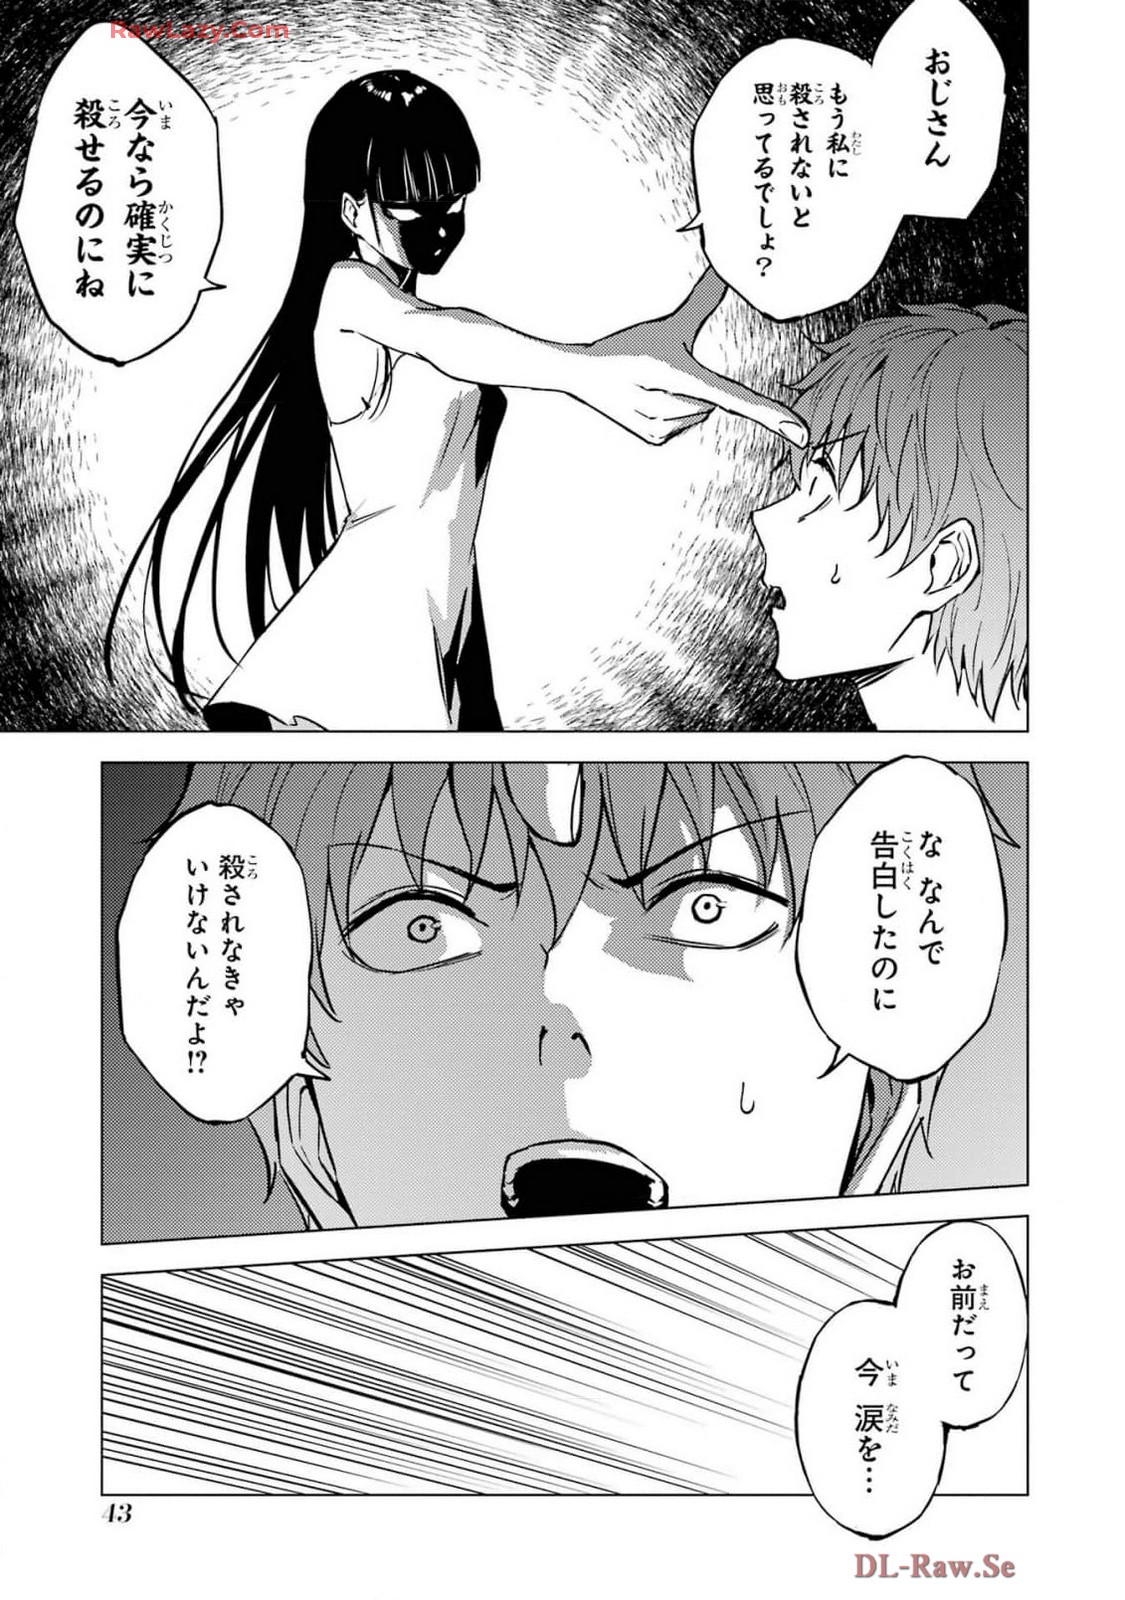 RawLazy.Com
おじさん
もう私に
殺されないと
思ってるでしょ？
今なら確実に
殺せるのにね
な なんで
告白したのに
殺されなきゃ
いけないんだよ!?
お前だって
今 涙を…
43
DL-Raw.Se